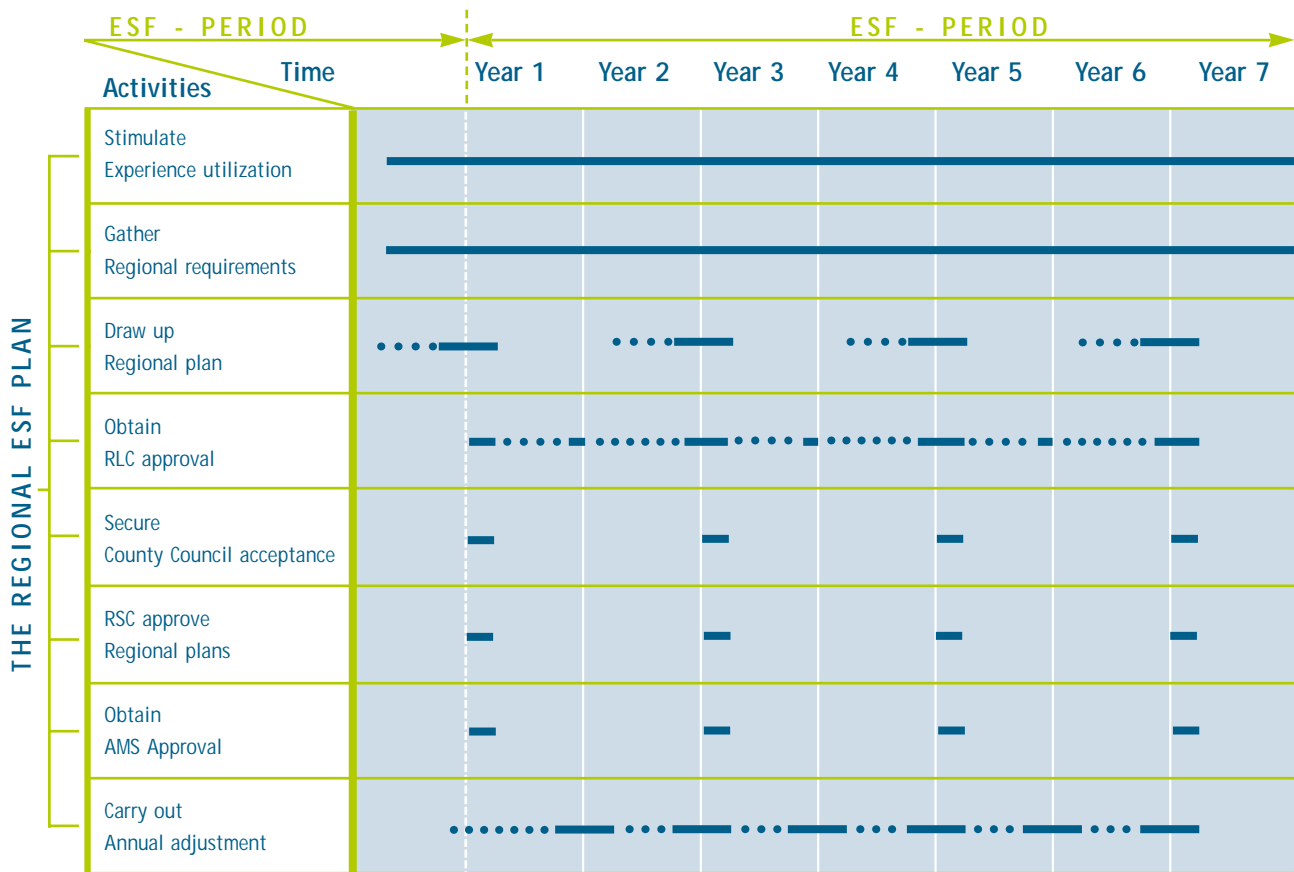 ESF - PERIOD
ESF - PERIOD
Time
Activities
Year 1
Year 2
Year 3
Year 4
Year 5
Year 6
Year 7
THE REGIONAL ESF PLAN
Stimulate
Experience utilization
Gather
Regional requirements
Draw up
Regional plan
Obtain
RLC approval
Secure
County Council acceptance
RSC approve
Regional plans
Obtain
AMS Approval
Carry out
Annual adjustment